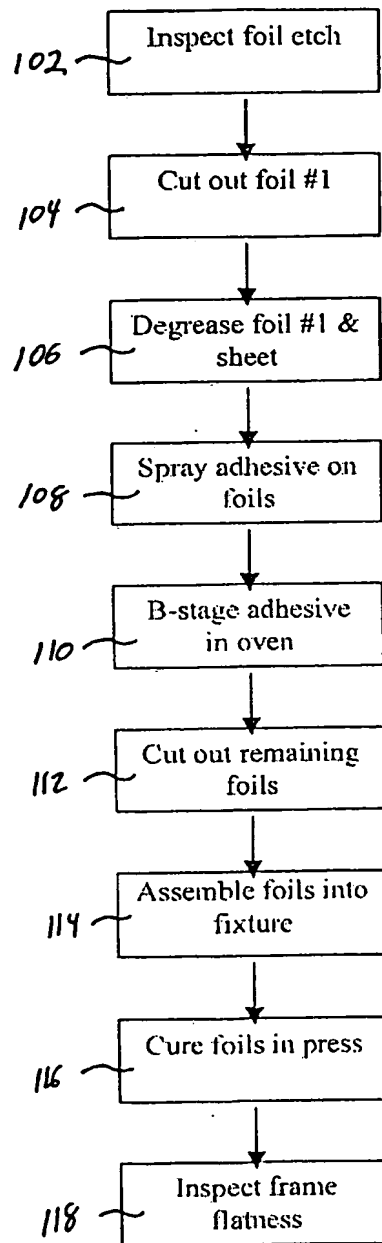 Inspect foil etch
102
Cut out foil #1
104
Degrease foil #1 &
sheet
106
Spray adhesive on
foils
108
B-stage adhesive
in oven
110
Cut out remaining
foils
112
Assemble foils into
fixture
114
Cure foils in press
116
Inspect frame
flatness
118